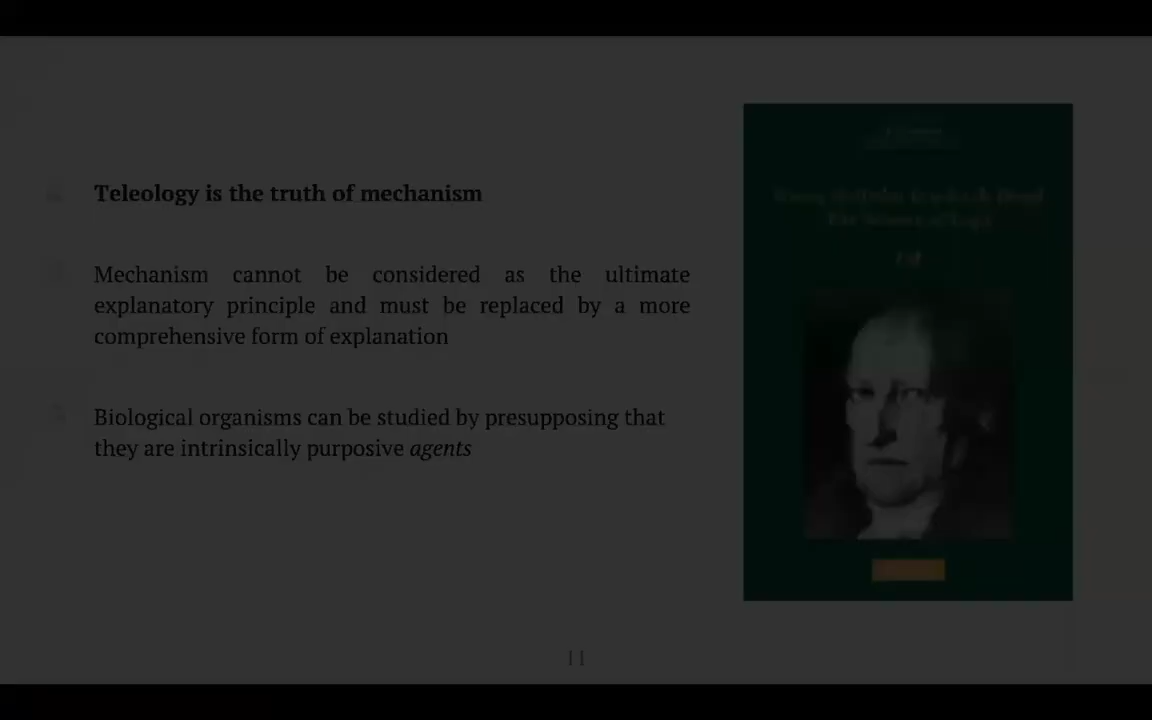 Teleology is the truth of mechanism
Mechanism cannot be considered as the ultimate
explanatory principle and must be replaced by a more
comprehensive form of explanation
Biological organisms can be studied by presupposing that
they are intrinsically purposive agents
11